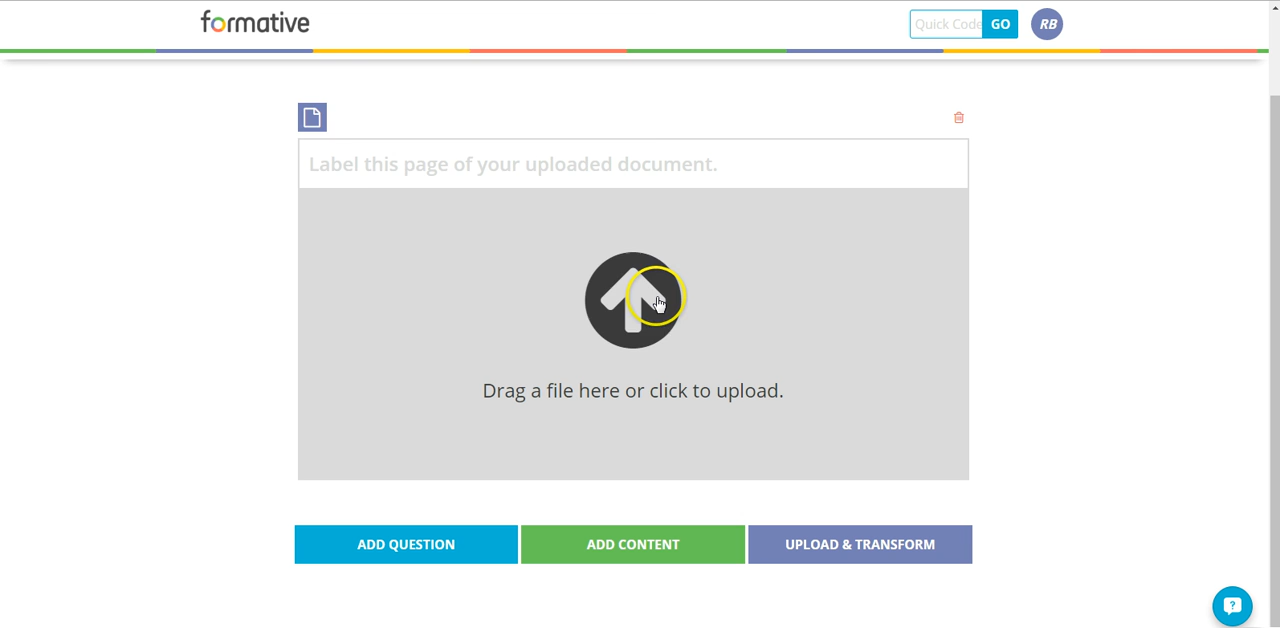 formative
Quick Code GO RB
Label this page of your uploaded document.
Drag a file here or click to upload.
ADD QUESTION ADD CONTENT UPLOAD & TRANSFORM
?